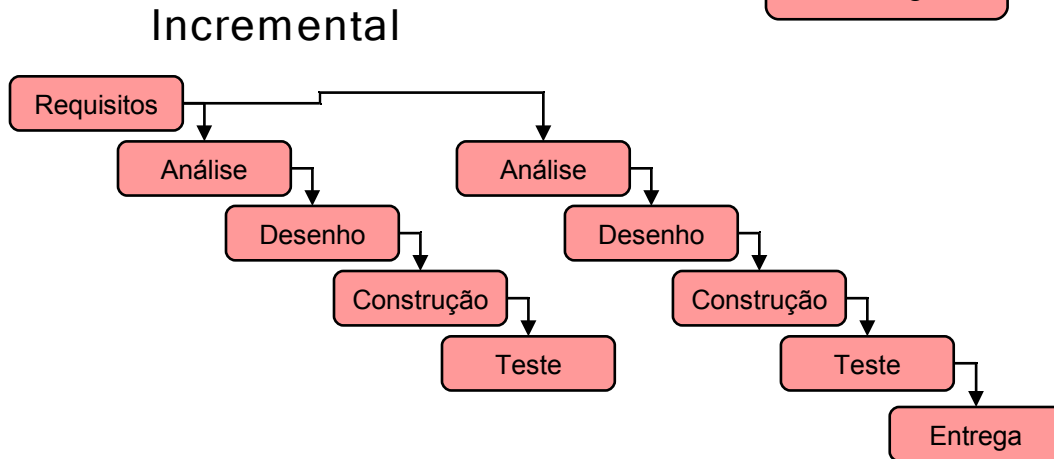 Incremental
Requisitos
Análise
Análise
Desenho
Desenho
Construção
Construção
Teste
Teste
Entrega